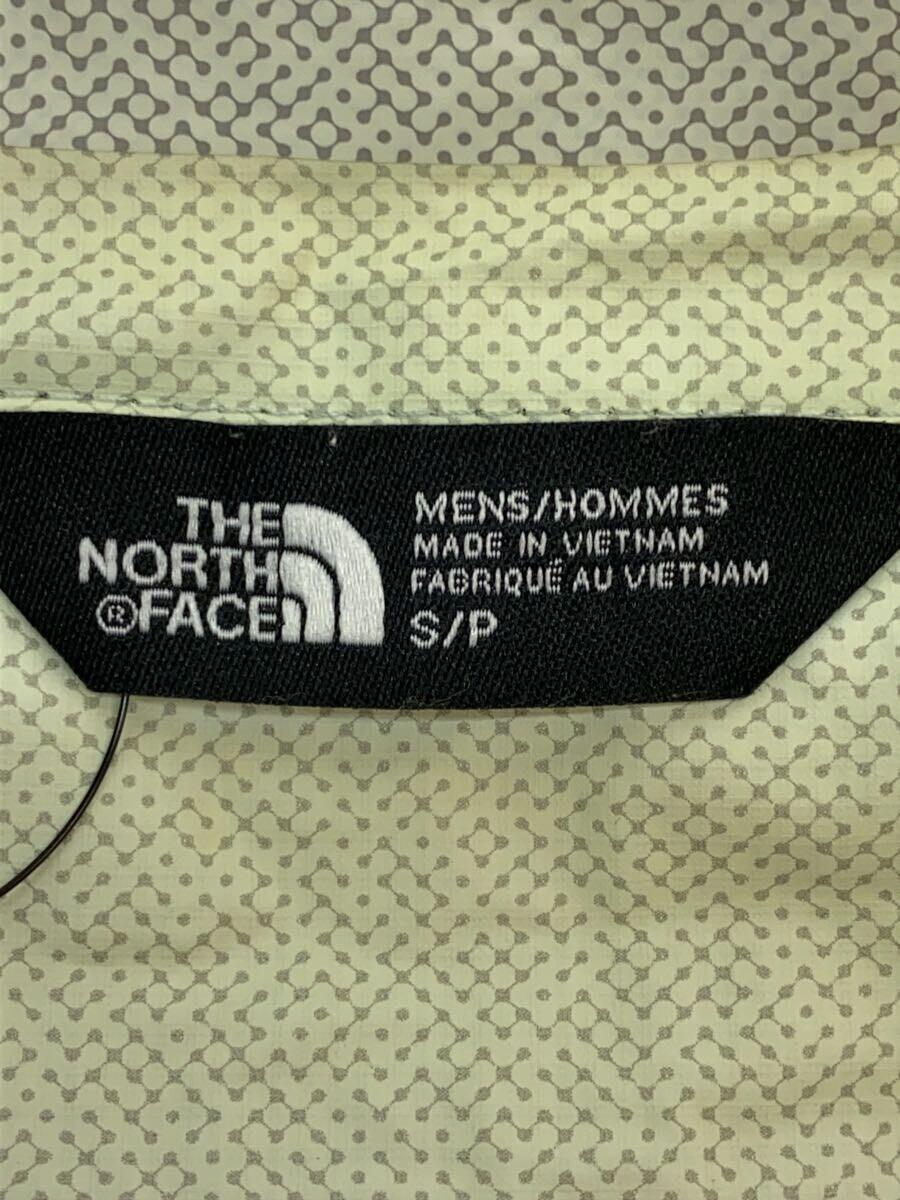 THE
NORTH
®FACE
MENS/HOMMES
MADE IN VIETNAM
FABRIQUÉ AU VIETNAM
S/P